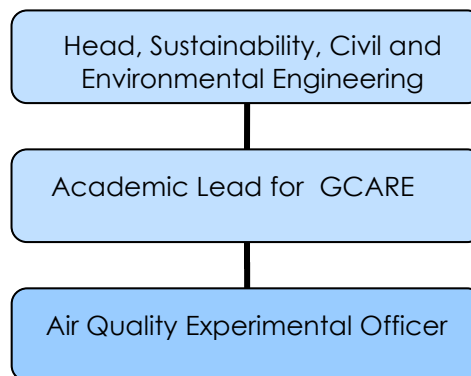 Head, Sustainability, Civil and
Environmental Engineering
Academic Lead for  GCARE
Air Quality Experimental Officer